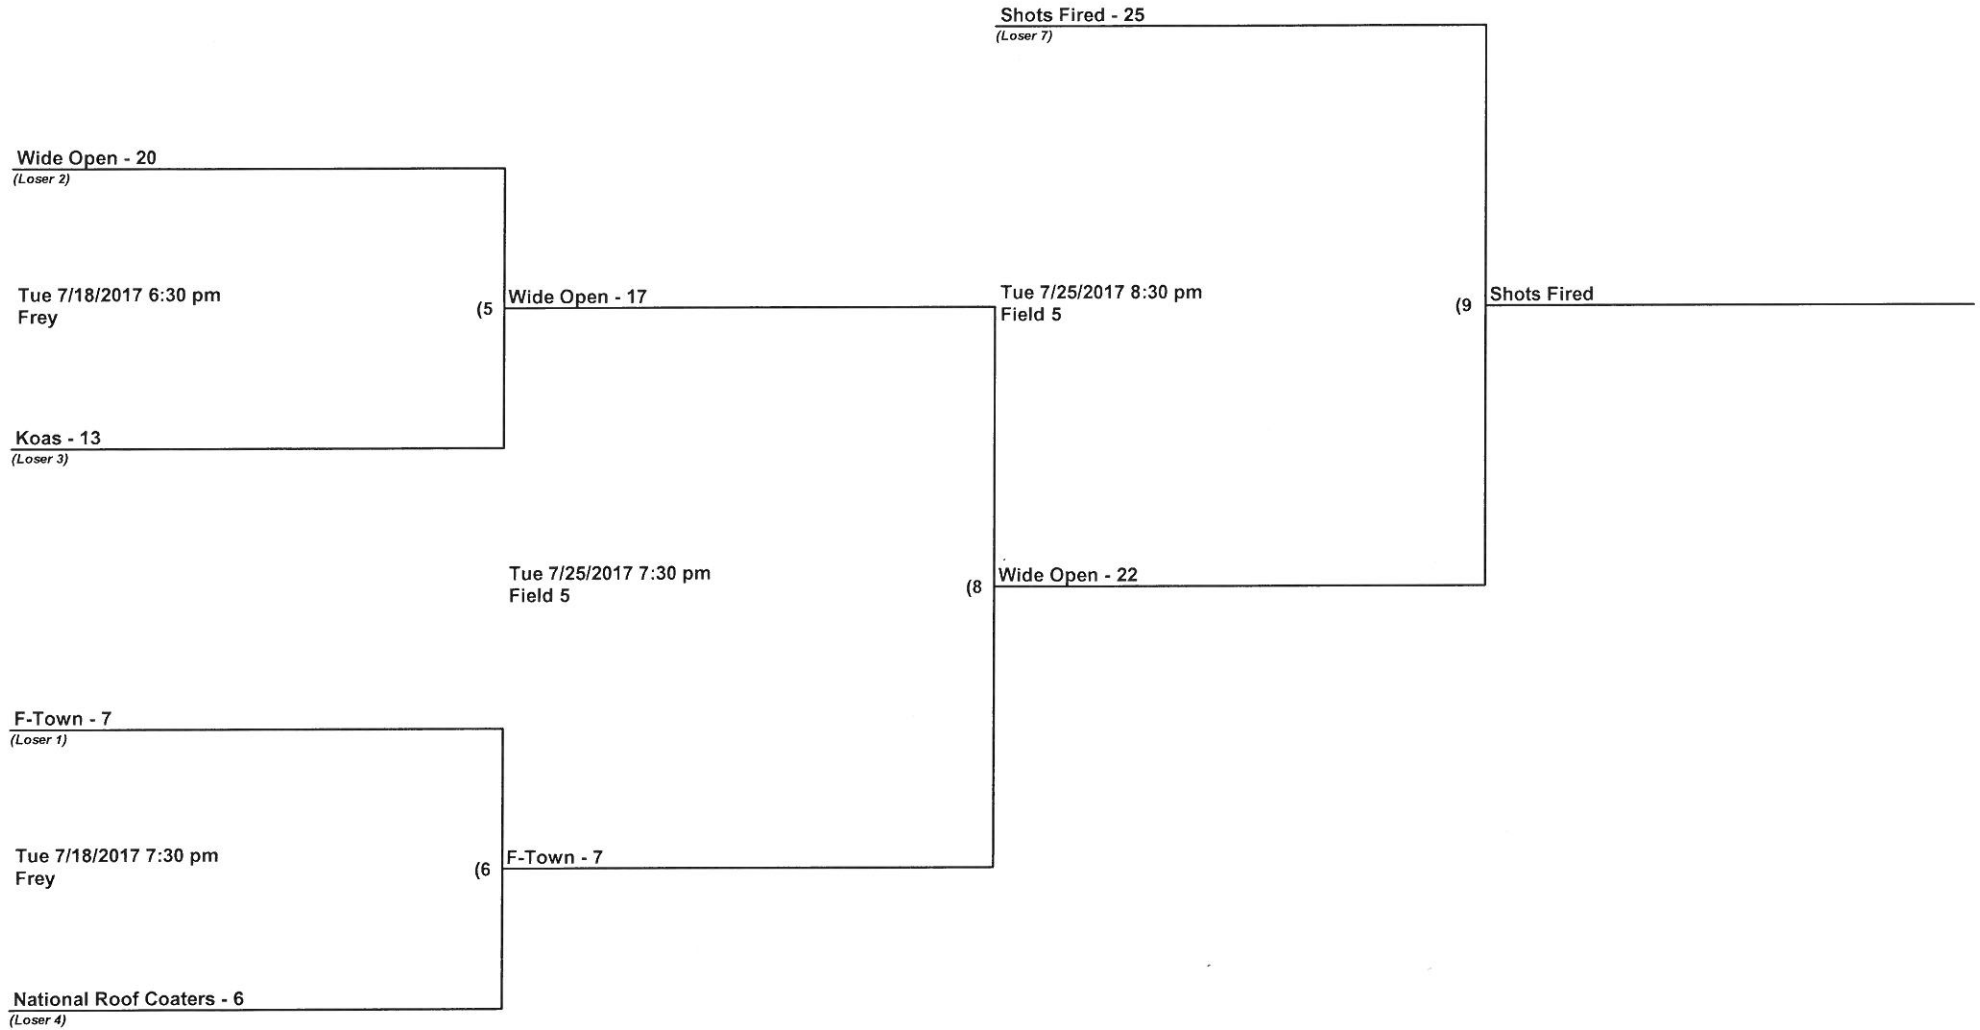 Shots Fired - 25
(Loser 7)
Wide Open - 20
(Loser 2)
Tue 7/18/2017 6:30 pm
Frey
(5
Wide Open - 17
Tue 7/25/2017 8:30 pm
Field 5
(9
Shots Fired
Koas - 13
(Loser 3)
Tue 7/25/2017 7:30 pm
Field 5
(8
Wide Open - 22
F-Town - 7
(Loser 1)
Tue 7/18/2017 7:30 pm
Frey
(6
F-Town - 7
National Roof Coaters - 6
(Loser 4)